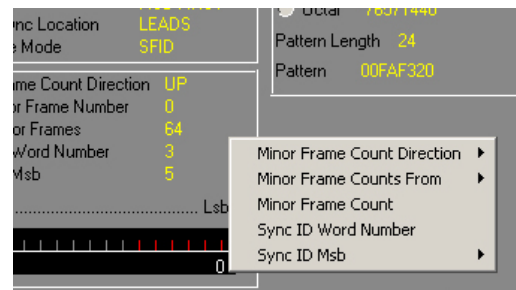 Octal 76571440
ync Location LEADS
Mode SFID
Pattern Length 24
Pattern 00FAF320
ame Count Direction UP
or Frame Number 0
or Frames 64
Word Number 3
Msb 5
Lsb
0
Minor Frame Count Direction
Minor Frame Counts From
Minor Frame Count
Sync ID Word Number
Sync ID Msb